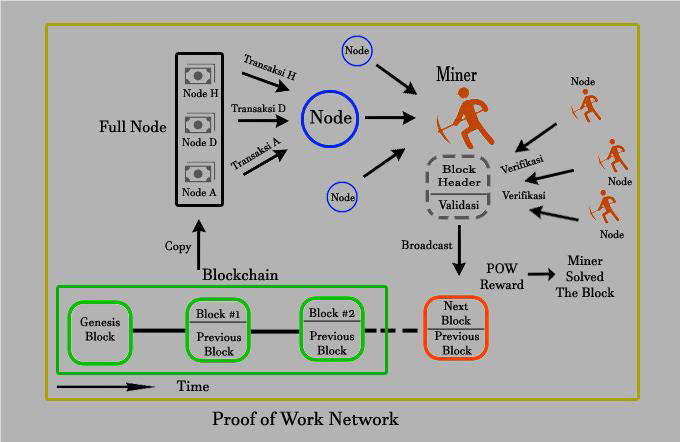 Full Node
Node H
Node D
Node A
Transaksi H
Transaksi D
Transaksi A
Node
Node
Node
Miner
Block
Header
Validasi
Verifikasi
Verifikasi
Node
Node
Node
Copy
Blockchain
Broadcast
POW
Reward
Miner
Solved
The Block
Genesis
Block
Block #1
Previous
Block
Block #2
Previous
Block
Next
Block
Previous
Block
Time
Proof of Work Network